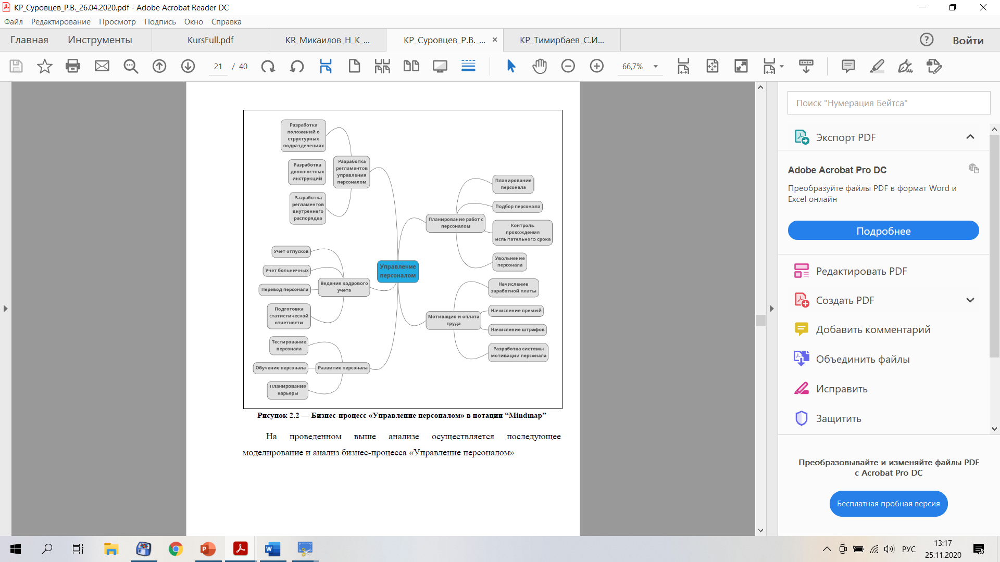 КР_Суровцев_Р.В._26.04.2020.pdf - Adobe Acrobat Reader DC
Файл Редактирование Просмотр Подпись Окно Справка
Главная Инструменты KursFull.pdf KR_Микаилов_Н_К_... КР_Суровцев_Р.В._... КР_Тимирбаев_С.И... Войти
21 / 40 66,7%
Разработка
положений о
структурных
подразделениях
Разработка
должностных
инструкций
Разработка
регламентов
внутреннего
распорядка
Разработка
регламентов
управления
персоналом
Учет отпусков
Учет больничных
Перевод персонала
Подготовка
статистической
отчетности
Ведение кадрового
учета
Тестирование
персонала
Обучение персонала
Планирование
карьеры
Развитие персонала
Управление
персоналом
Планирование работ с
персоналом
Планирование
персонала
Подбор персонала
Контроль
прохождения
испытательного срока
Увольнение
персонала
Мотивация и оплата
труда
Начисление
заработной платы
Начисление премий
Начисление штрафов
Разработка системы
мотивации персонала
Рисунок 2.2 — Бизнес-процесс «Управление персоналом» в нотации “Mindmap”
На проведенном выше анализе осуществляется последующее
моделирование и анализ бизнес-процесса «Управление персоналом»
Поиск "Нумерация Бейтса"
Экспорт PDF
Adobe Acrobat Pro DC
Преобразуйте файлы PDF в формат Word и
Excel онлайн
Подробнее
Редактировать PDF
Создать PDF
Добавить комментарий
Объединить файлы
Исправить
Защитить
Преобразовывайте и изменяйте файлы PDF
с Acrobat Pro DC
Бесплатная пробная версия
РУС
13:17
25.11.2020